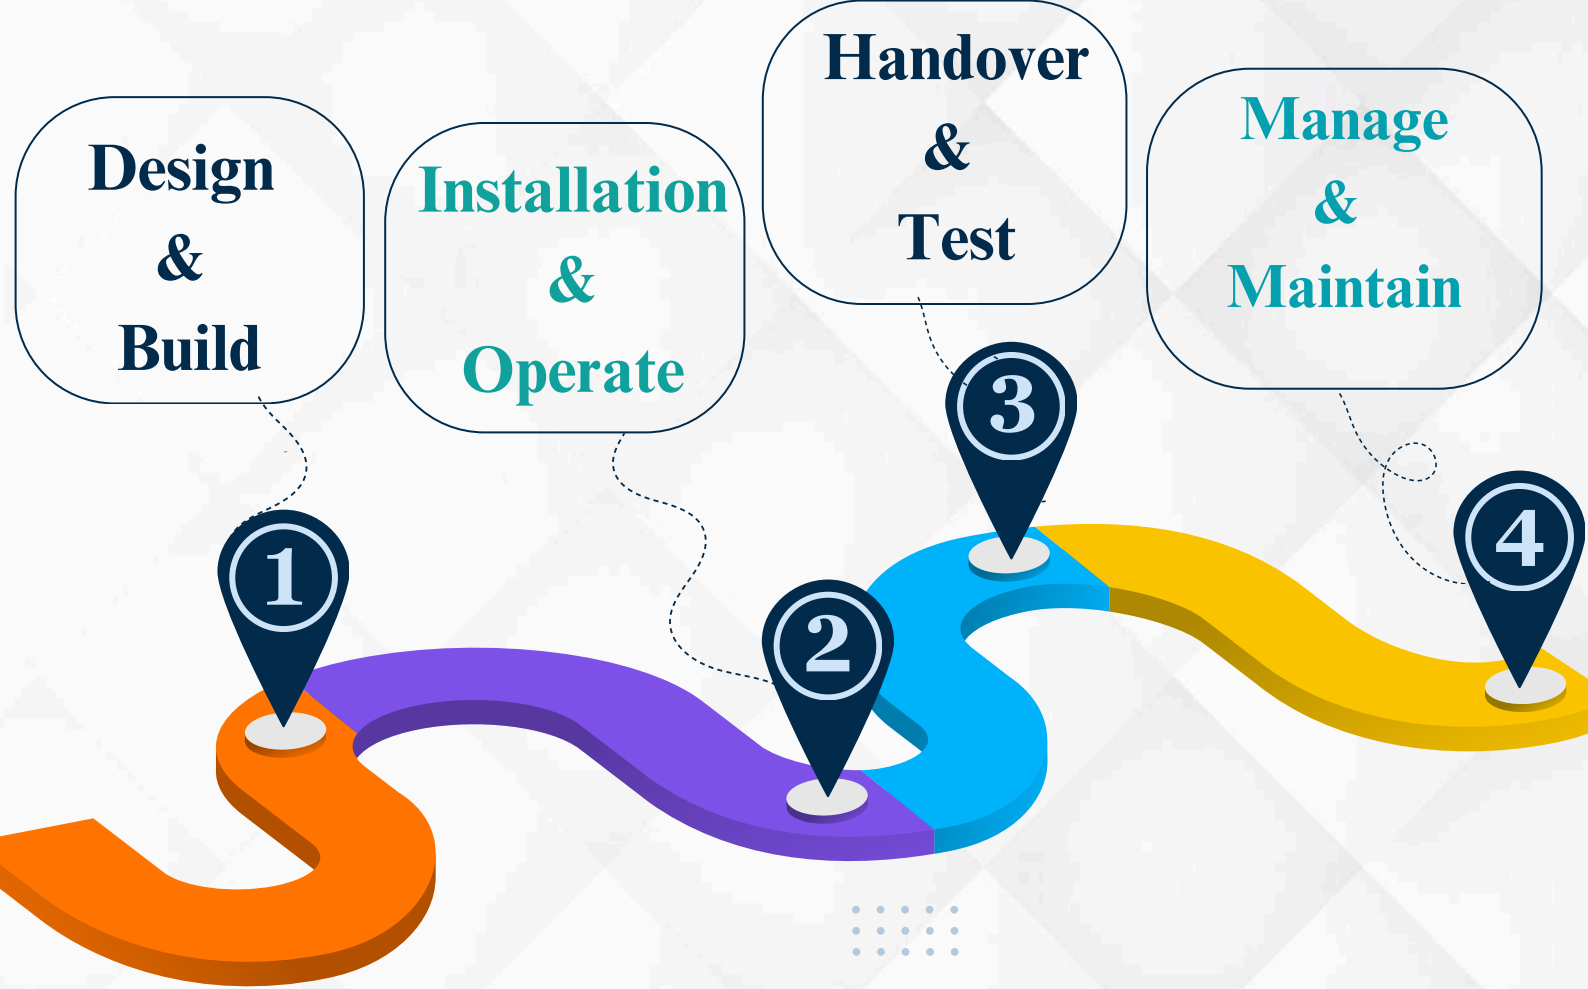 Design
&
Build
Installation
&
Operate
Handover
&
Test
Manage
&
Maintain
1
2
3
4